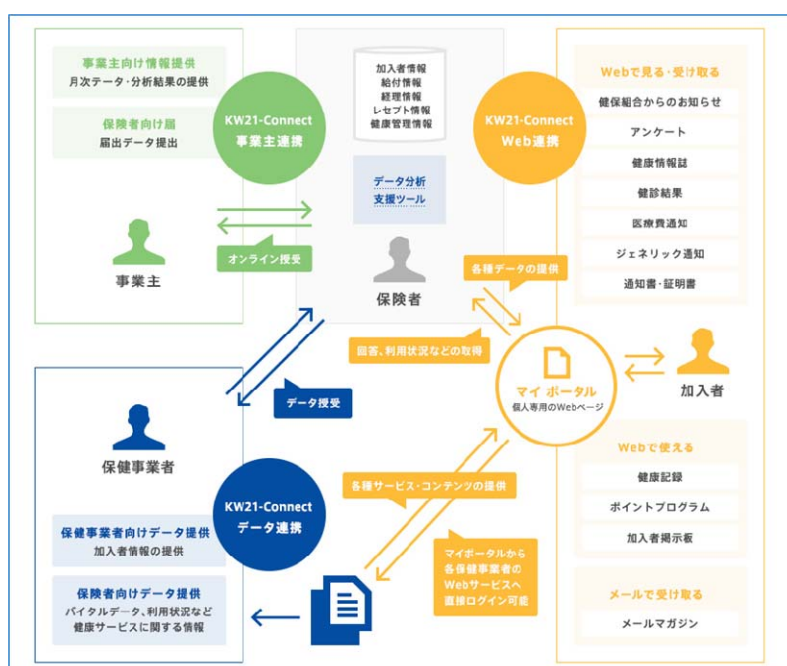 事業主向け情報提供
月次データ・分析結果の提供
保険者向け届
届出データ提出
KW21-Connect
事業主連携
事業主
オンライン授受
加入者情報
給付情報
経理情報
レセプト情報
健康管理情報
データ分析
支援ツール
保険者
KW21-Connect
Web連携
各種データの提供
回答、利用状況などの取得
Webで見る・受け取る
健保組合からのお知らせ
アンケート
健康情報誌
健診結果
医療費通知
ジェネリック通知
通知書・証明書
マイ ポータル
個人専用のWebページ
加入者
データ授受
保健事業者
KW21-Connect
データ連携
保健事業者向けデータ提供
加入者情報の提供
保険者向けデータ提供
バイタルデータ、利用状況など
健康サービスに関する情報
各種サービス・コンテンツの提供
マイポータルから
各保健事業者の
Webサービスへ
直接ログイン可能
Webで使える
健康記録
ポイントプログラム
加入者掲示板
メールで受け取る
メールマガジン